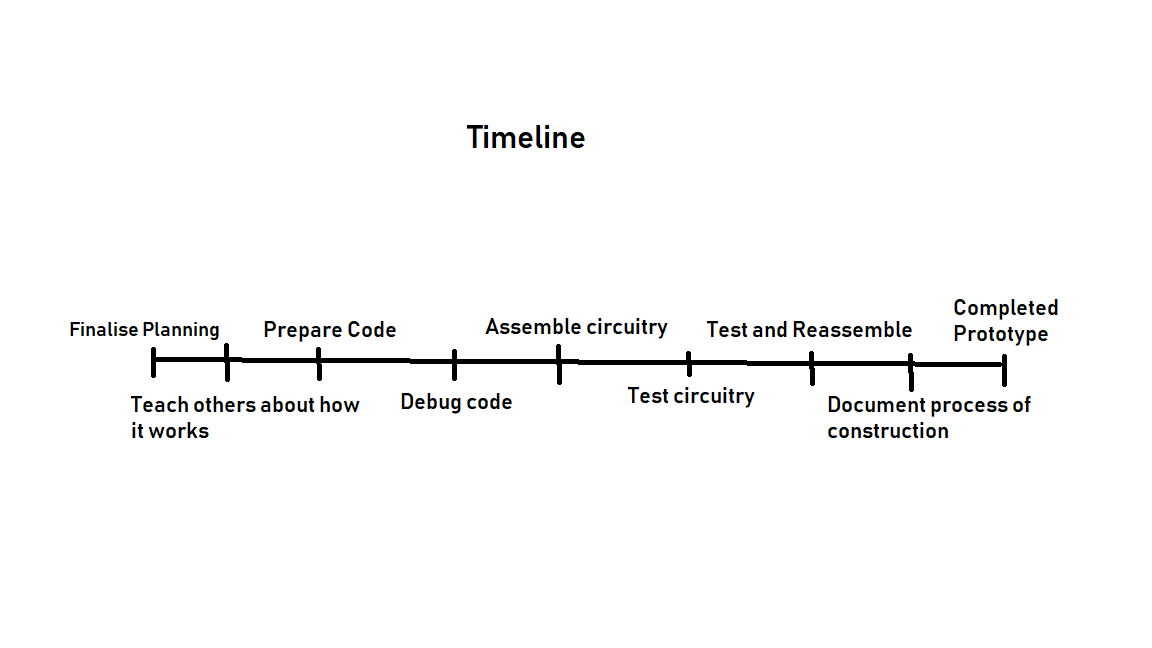 Timeline
Finalise Planning
Teach others about how
it works
Prepare Code
Debug code
Assemble circuitry
Test circuitry
Test and Reassemble
Document process of
construction
Completed
Prototype